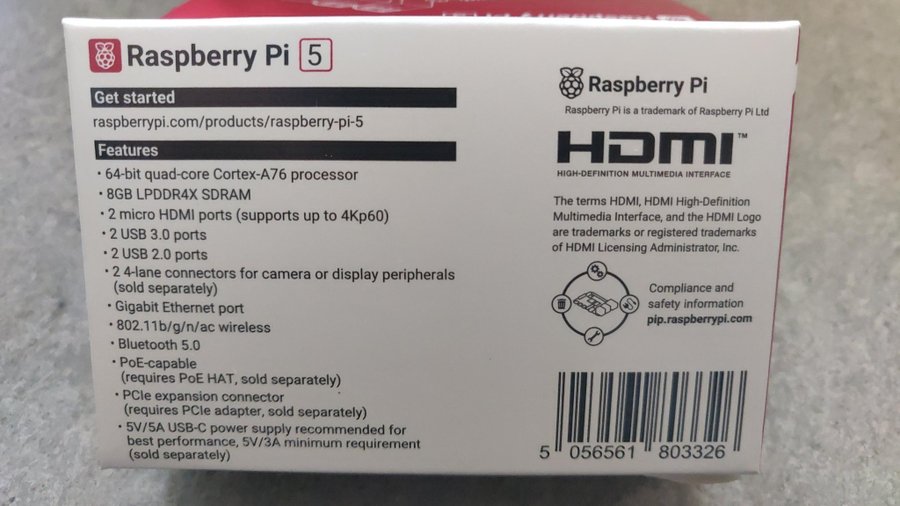 Raspberry Pi 5
Get started
raspberrypi.com/products/raspberry-pi-5
Features
• 64-bit quad-core Cortex-A76 processor
• 8GB LPDDR4X SDRAM
• 2 micro HDMI ports (supports up to 4Kp60)
• 2 USB 3.0 ports
• 2 USB 2.0 ports
• 2 4-lane connectors for camera or display peripherals
(sold separately)
• Gigabit Ethernet port
• 802.11b/g/n/ac wireless
• Bluetooth 5.0
• PoE-capable
(requires PoE HAT, sold separately)
• PCIe expansion connector
(requires PCIe adapter, sold separately)
• 5V/5A USB-C power supply recommended for
best performance, 5V/3A minimum requirement
(sold separately)
Raspberry Pi
Raspberry Pi is a trademark of Raspberry Pi Ltd
HDMI™
HIGH-DEFINITION MULTIMEDIA INTERFACE
The terms HDMI, HDMI High-Definition
Multimedia Interface, and the HDMI Logo
are trademarks or registered trademarks
of HDMI Licensing Administrator, Inc.
Compliance and
safety information
pip.raspberrypi.com
5 056561 803326